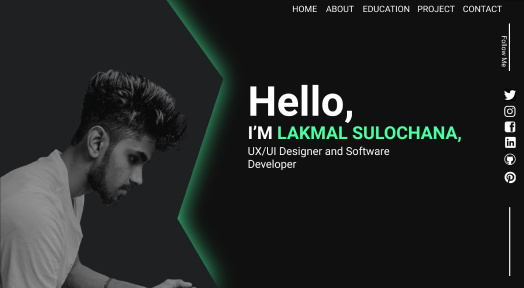 HOME ABOUT EDUCATION PROJECT CONTACT
Follow Me
Hello,
I'M LAKMAL SULOCHANA,
UX/UI Designer and Software
Developer